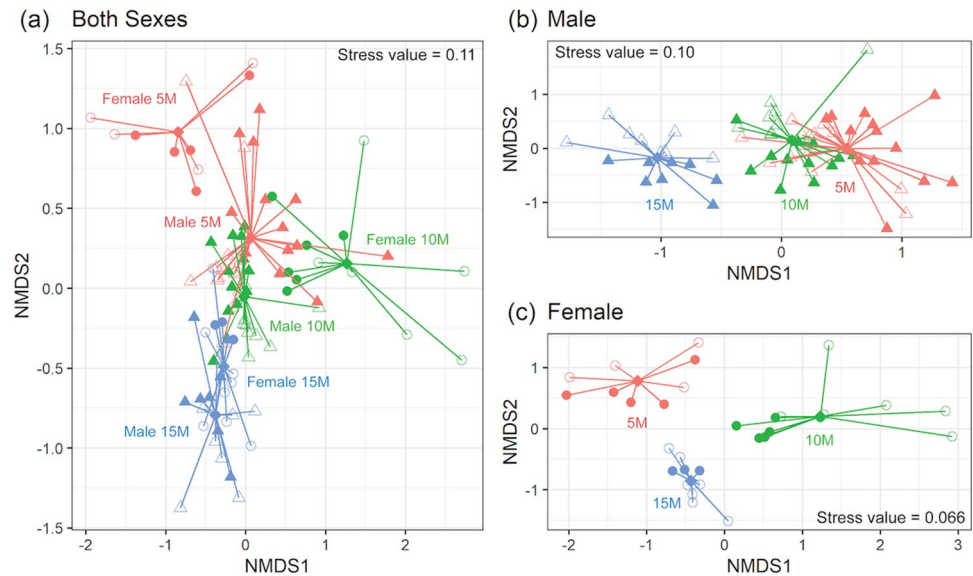 (a) Both Sexes
Stress value = 0.11
Female 5M
Male 5M
Female 10M
Male 10M
Female 15M
Male 15M
1.5
1.0
0.5
0.0
-0.5
-1.0
-1.5
NMDS2
-2
-1
0
1
2
NMDS1
(b) Male
Stress value = 0.10
15M
10M
5M
1
0
-1
NMDS2
-1
0
1
NMDS1
(c) Female
5M
10M
15M
Stress value = 0.066
1
0
-1
NMDS2
-2
-1
0
1
2
3
NMDS1